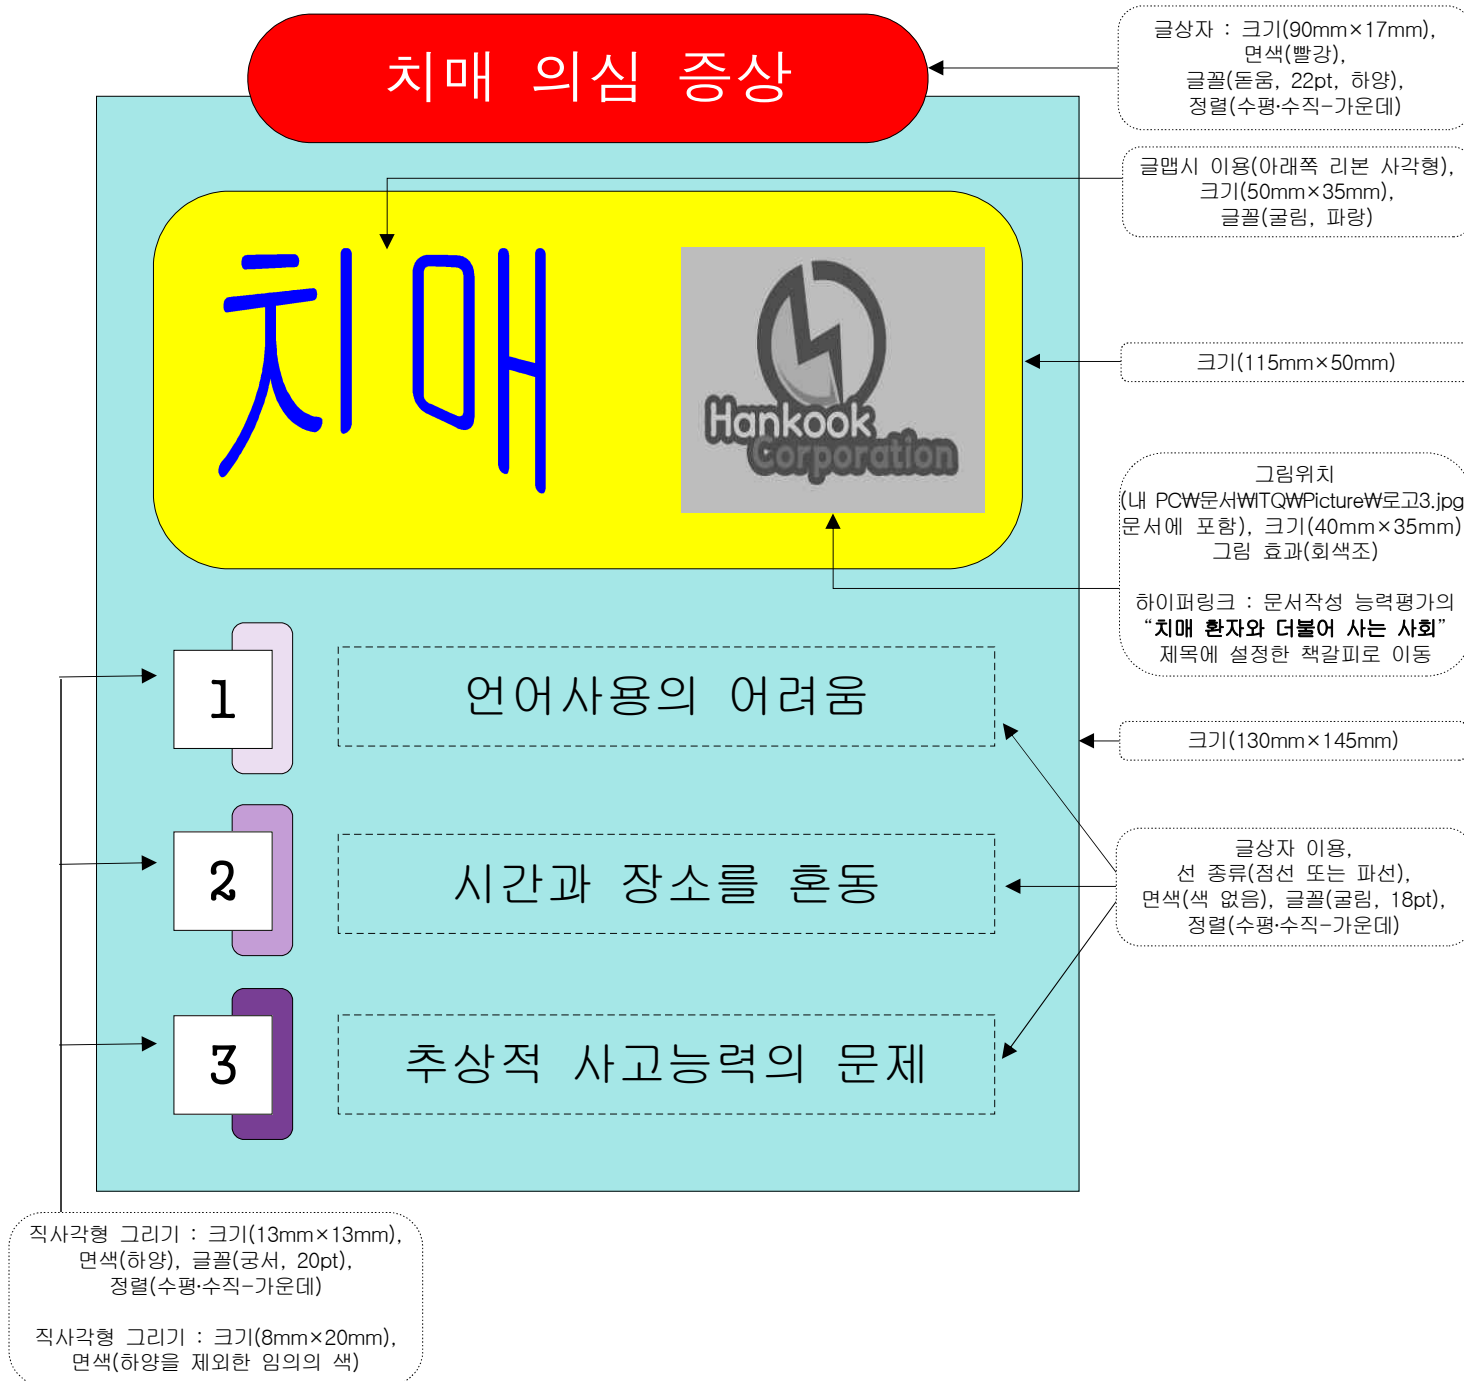 치매 의심 증상
글상자 : 크기(90mm×17mm),
면색(빨강),
글꼴(돋움, 22pt, 하양),
정렬(수평·수직-가운데)
글맵시 이용(아래쪽 리본 사각형),
크기(50mm×35mm),
글꼴(굴림, 파랑)
치매
Hankook
Corporation
크기(115mm×50mm)
그림위치
(내 PC₩문서₩ITQ₩Picture₩로고3.jpg
문서에 포함), 크기(40mm×35mm)
그림 효과(회색조)
하이퍼링크 : 문서작성 능력평가의
“치매 환자와 더불어 사는 사회”
제목에 설정한 책갈피로 이동
1
언어사용의 어려움
크기(130mm×145mm)
2
시간과 장소를 혼동
글상자 이용,
선 종류(점선 또는 파선),
면색(색 없음), 글꼴(굴림, 18pt),
정렬(수평·수직-가운데)
3
추상적 사고능력의 문제
직사각형 그리기 : 크기(13mm×13mm),
면색(하양), 글꼴(궁서, 20pt),
정렬(수평·수직-가운데)
직사각형 그리기 : 크기(8mm×20mm),
면색(하양을 제외한 임의의 색)